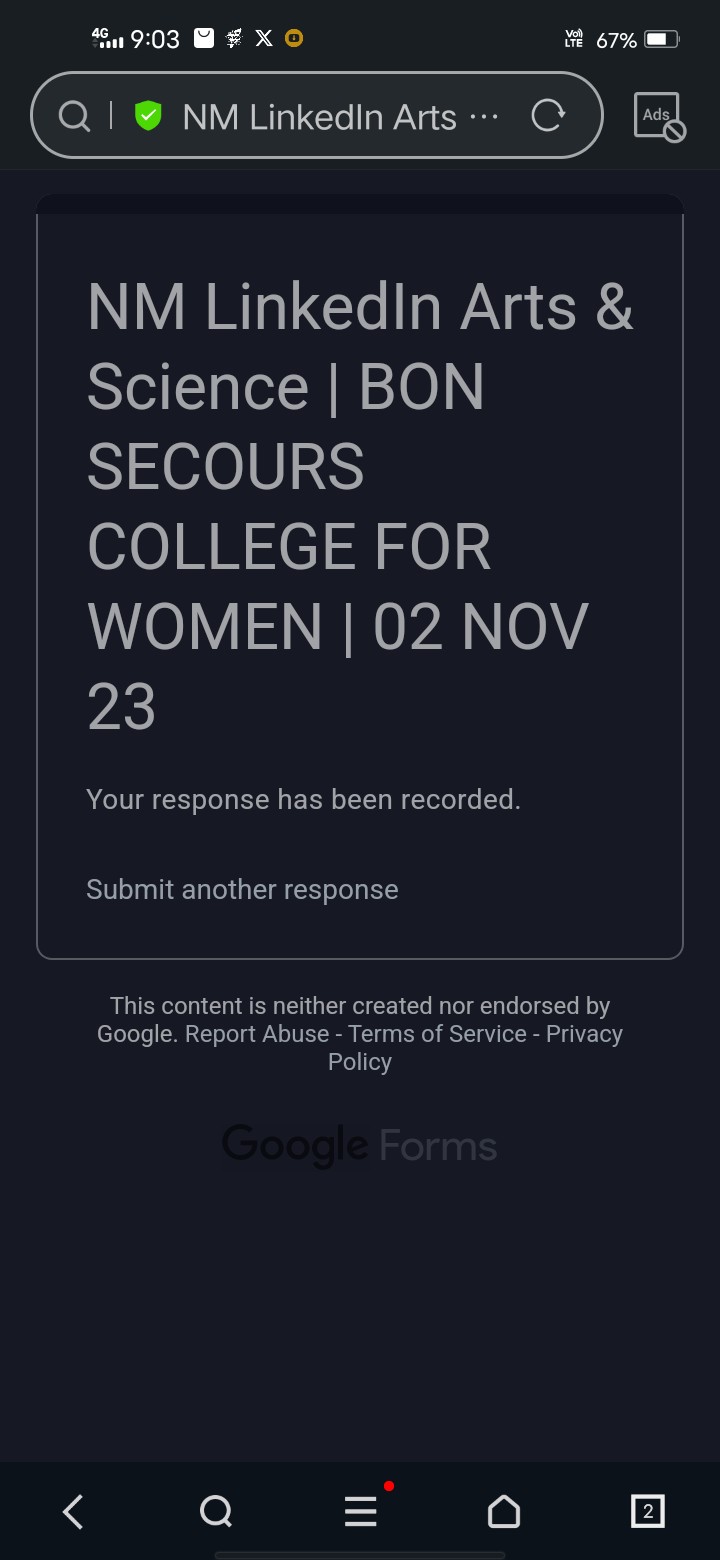 4G 9:03 Vo) LTE 67%
NM LinkedIn Arts ··· Ads
NM LinkedIn Arts &
Science | BON
SECOURS
COLLEGE FOR
WOMEN | 02 NOV
23
Your response has been recorded.
Submit another response
This content is neither created nor endorsed by
Google. Report Abuse - Terms of Service - Privacy
Policy
Google Forms
2